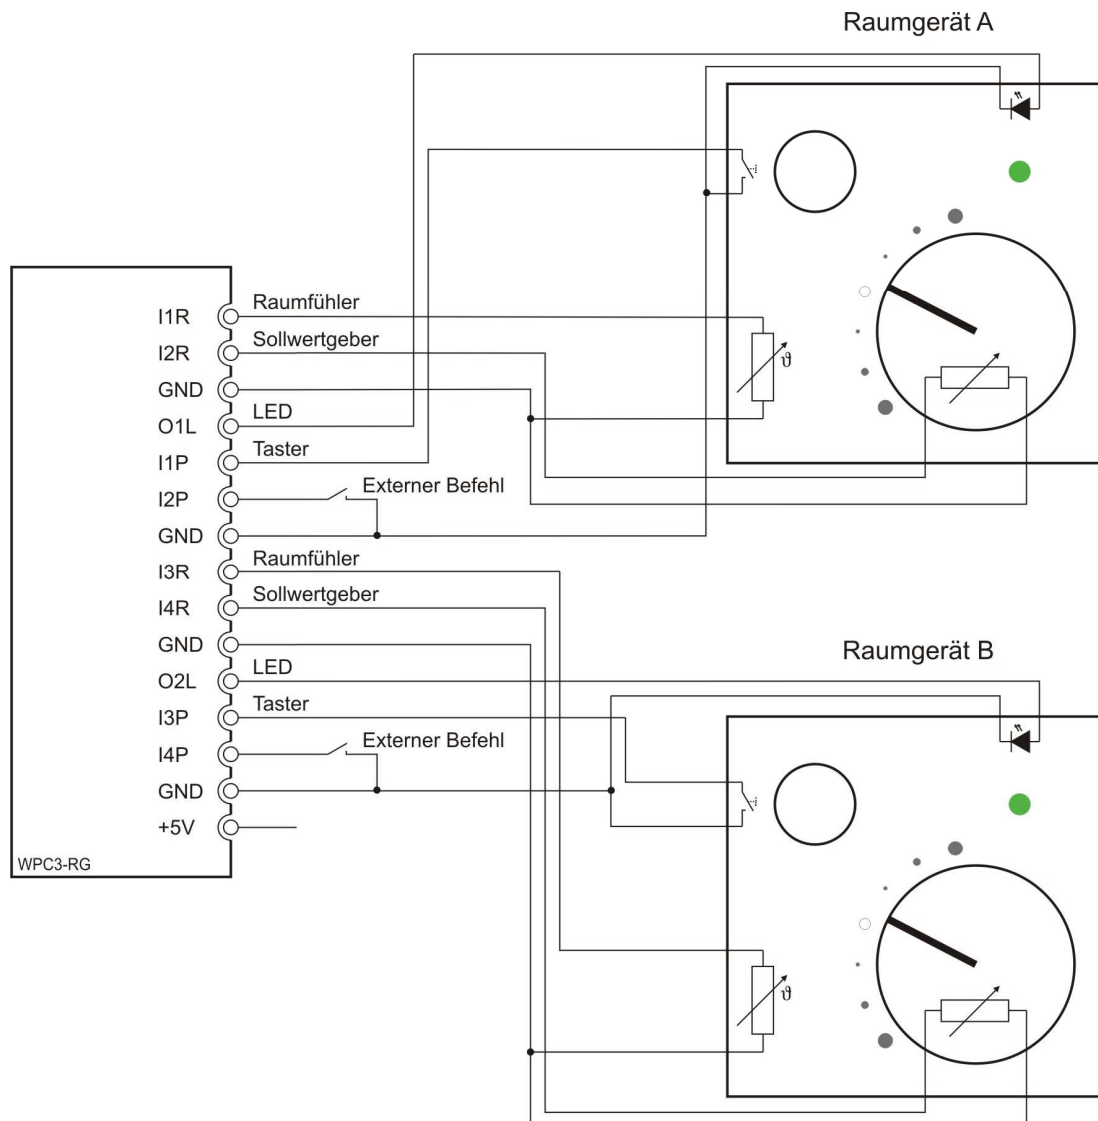 Raumgerät A
I1R Raumfühler
I2R Sollwertgeber
GND
O1L LED
I1P Taster
I2P Externer Befehl
GND
I3R Raumfühler
I4R Sollwertgeber
GND
O2L LED
I3P Taster
I4P Externer Befehl
GND
+5V
WPC3-RG
ϑ
Raumgerät B
ϑ